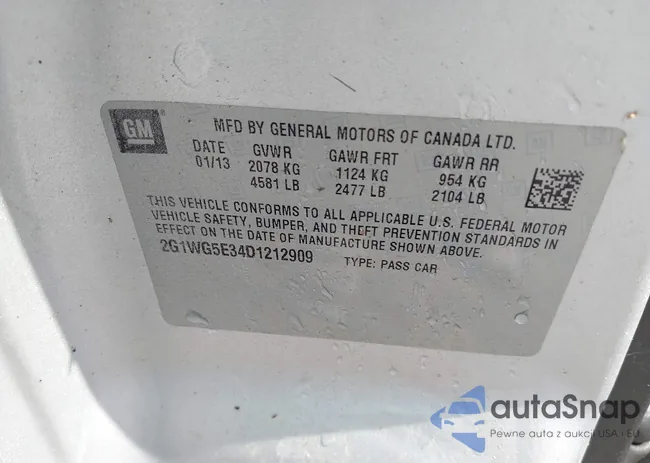 GM
MFD BY GENERAL MOTORS OF CANADA LTD.
DATE GVWR GAWR FRT GAWR RR
01/13 2078 KG 1124 KG 954 KG
4581 LB 2477 LB 2104 LB
THIS VEHICLE CONFORMS TO ALL APPLICABLE U.S. FEDERAL MOTOR
VEHICLE SAFETY, BUMPER, AND THEFT PREVENTION STANDARDS IN
EFFECT ON THE DATE OF MANUFACTURE SHOWN ABOVE.
2G1WG5E34D1212909 TYPE: PASS CAR
autaSnap
Pewne auta z aukcji USA - EU